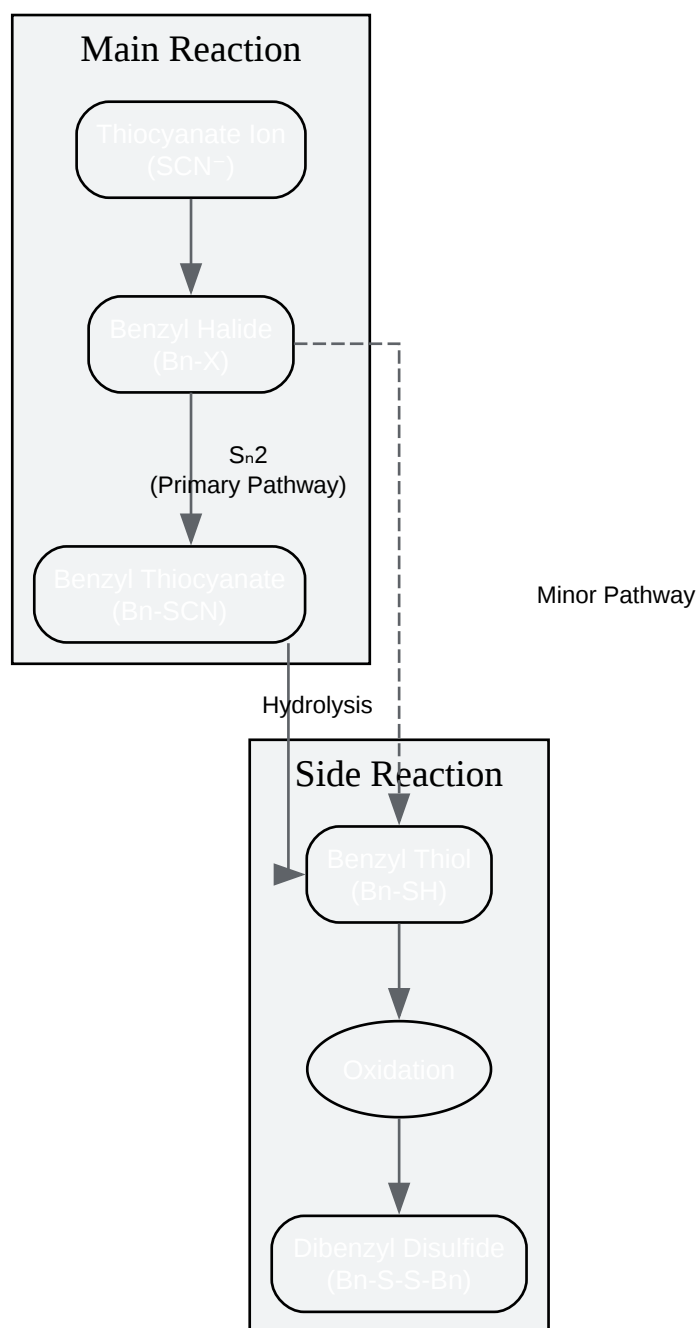 Main Reaction
Thiocyanate Ion
(SCN⁻)
Benzyl Halide
(Bn-X)
Sₙ2
(Primary Pathway)
Benzyl Thiocyanate
(Bn-SCN)
Minor Pathway
Hydrolysis
Side Reaction
Benzyl Thiol
(Bn-SH)
Oxidation
Dibenzyl Disulfide
(Bn-S-S-Bn)